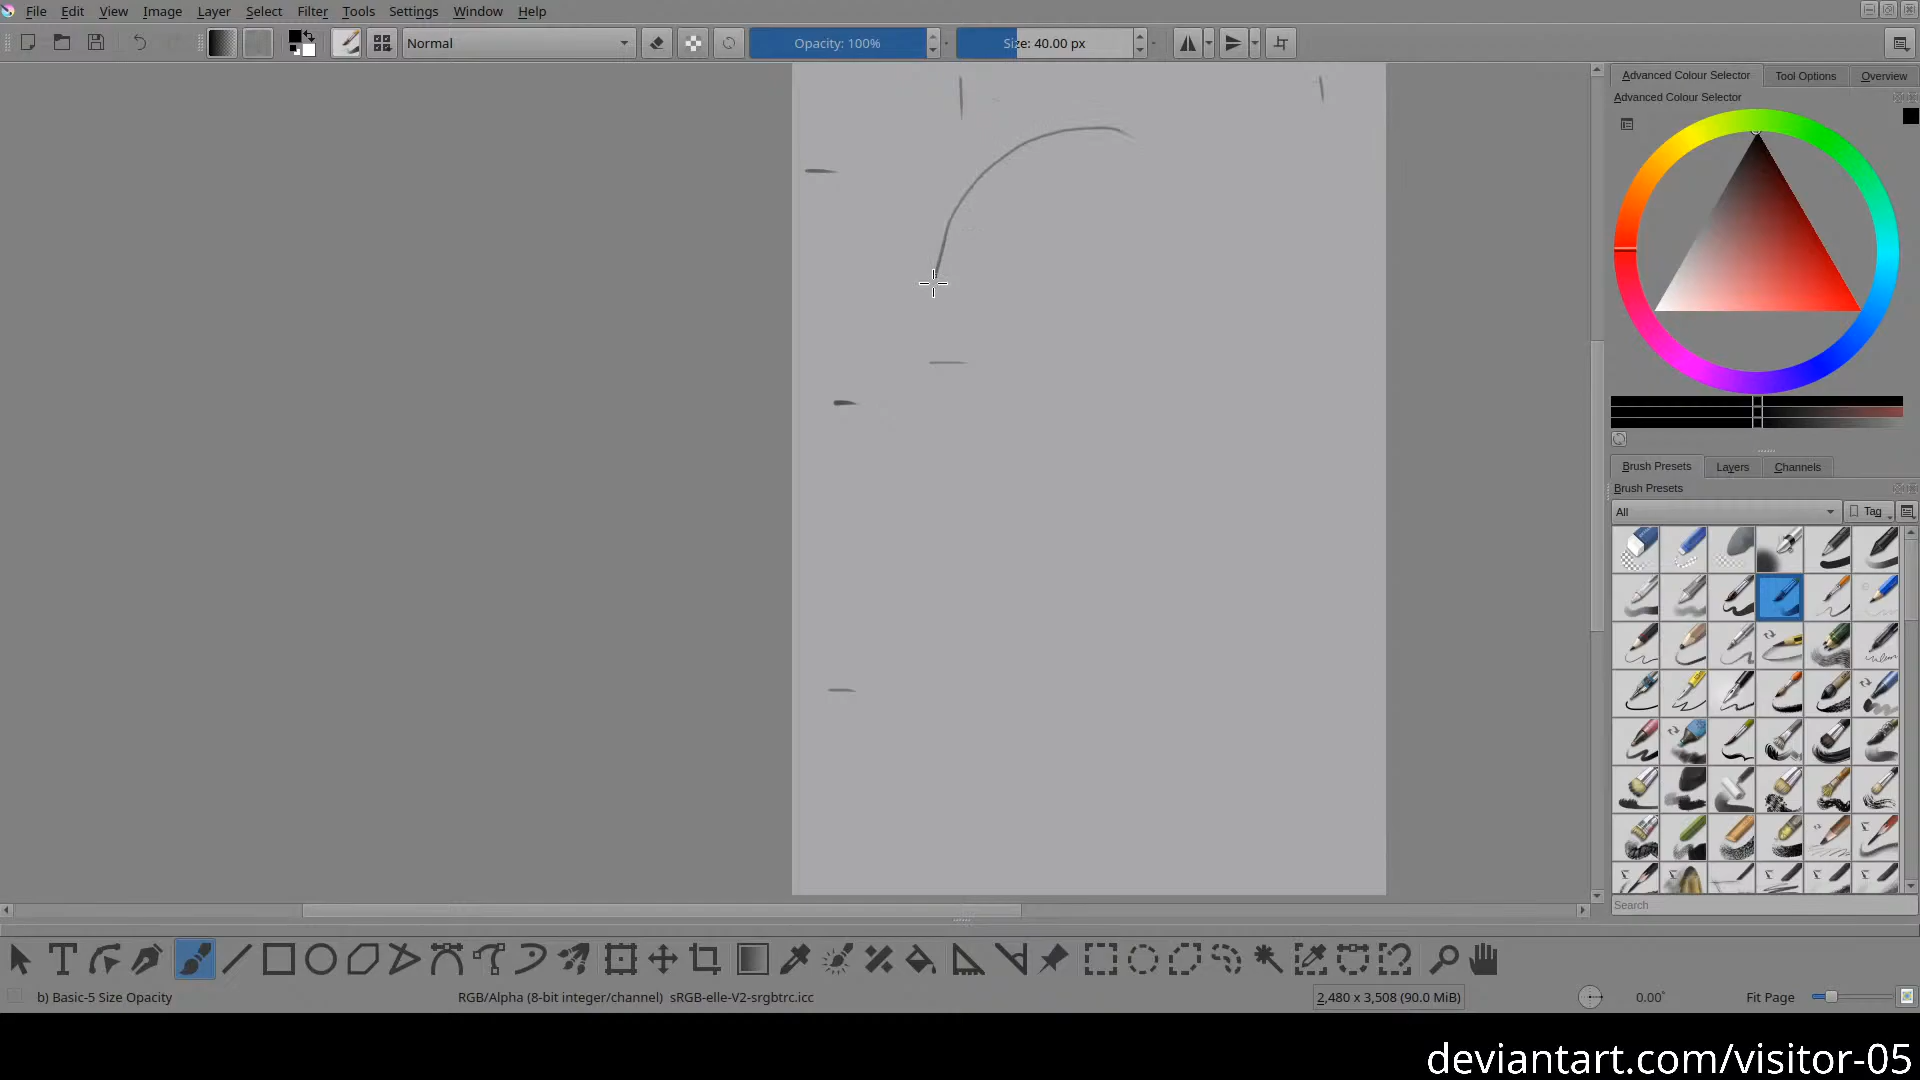 File Edit View Image Layer Select Filter Tools Settings Window Help
Normal Opacity: 100% Size: 40.00 px
Advanced Colour Selector Tool Options Overview
Advanced Colour Selector
Brush Presets Layers Channels
Brush Presets
All Tag
Search
b) Basic-5 Size Opacity RGB/Alpha (8-bit integer/channel) sRGB-elle-V2-srgbtrc.icc 2,480 x 3,508 (90.0 MiB) 0.00° Fit Page
deviantart.com/visitor-05